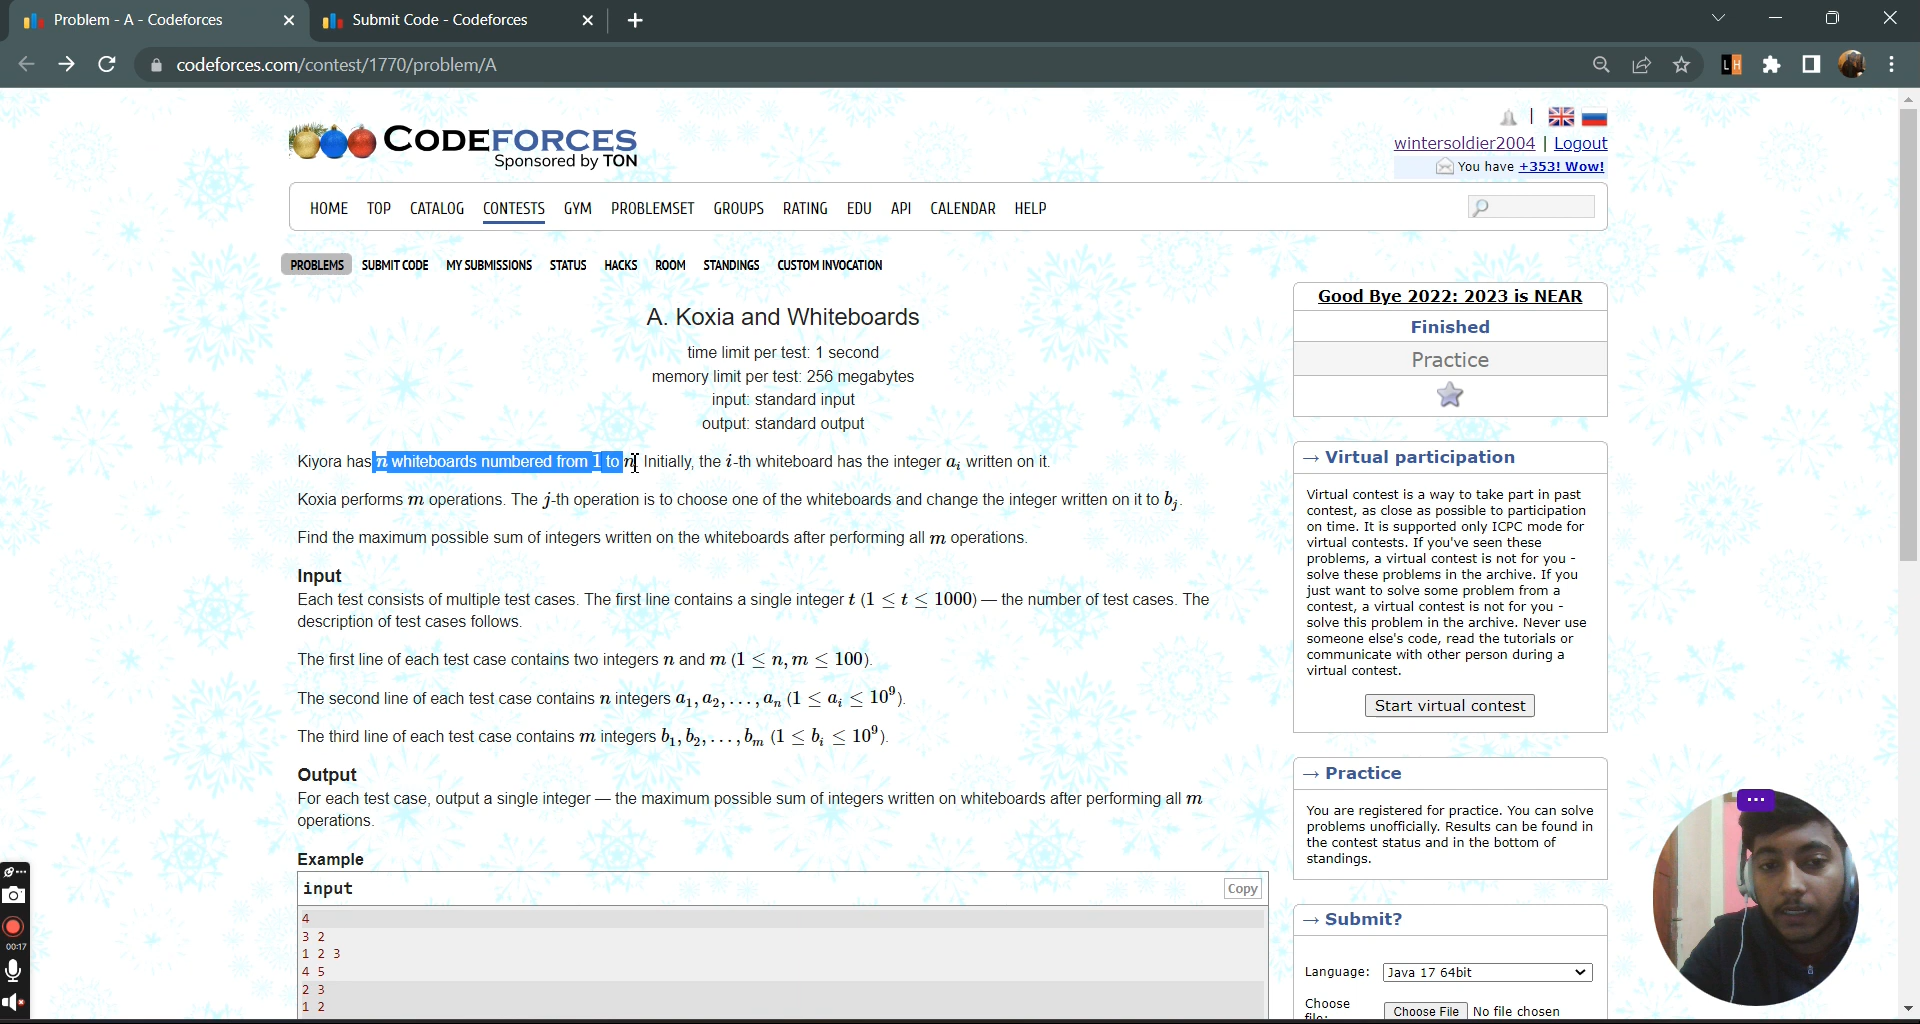 Problem - A - Codeforces
Submit Code - Codeforces
codeforces.com/contest/1770/problem/A
LH
CODEFORCES
Sponsored by TON
wintersoldier2004 | Logout
You have +353! Wow!
HOME TOP CATALOG CONTESTS GYM PROBLEMSET GROUPS RATING EDU API CALENDAR HELP
PROBLEMS SUBMIT CODE MY SUBMISSIONS STATUS HACKS ROOM STANDINGS CUSTOM INVOCATION
A. Koxia and Whiteboards
time limit per test: 1 second
memory limit per test: 256 megabytes
input: standard input
output: standard output
Kiyora has n whiteboards numbered from 1 to n. Initially, the i-th whiteboard has the integer aᵢ written on it.
Koxia performs m operations. The j-th operation is to choose one of the whiteboards and change the integer written on it to bⱼ.
Find the maximum possible sum of integers written on the whiteboards after performing all m operations.
Input
Each test consists of multiple test cases. The first line contains a single integer t (1 ≤ t ≤ 1000) — the number of test cases. The
description of test cases follows.
The first line of each test case contains two integers n and m (1 ≤ n, m ≤ 100).
The second line of each test case contains n integers a₁, a₂, . . . , aₙ (1 ≤ aᵢ ≤ 10⁹).
The third line of each test case contains m integers b₁, b₂, . . . , bₘ (1 ≤ bᵢ ≤ 10⁹).
Output
For each test case, output a single integer — the maximum possible sum of integers written on whiteboards after performing all m
operations.
Example
input
Copy
4
3 2
1 2 3
4 5
2 3
1 2
Good Bye 2022: 2023 is NEAR
Finished
Practice
→ Virtual participation
Virtual contest is a way to take part in past
contest, as close as possible to participation
on time. It is supported only ICPC mode for
virtual contests. If you've seen these
problems, a virtual contest is not for you -
solve these problems in the archive. If you
just want to solve some problem from a
contest, a virtual contest is not for you -
solve this problem in the archive. Never use
someone else's code, read the tutorials or
communicate with other person during a
virtual contest.
Start virtual contest
→ Practice
You are registered for practice. You can solve
problems unofficially. Results can be found in
the contest status and in the bottom of
standings.
→ Submit?
Language: Java 17 64bit
Choose
file:
Choose File No file chosen
00:17